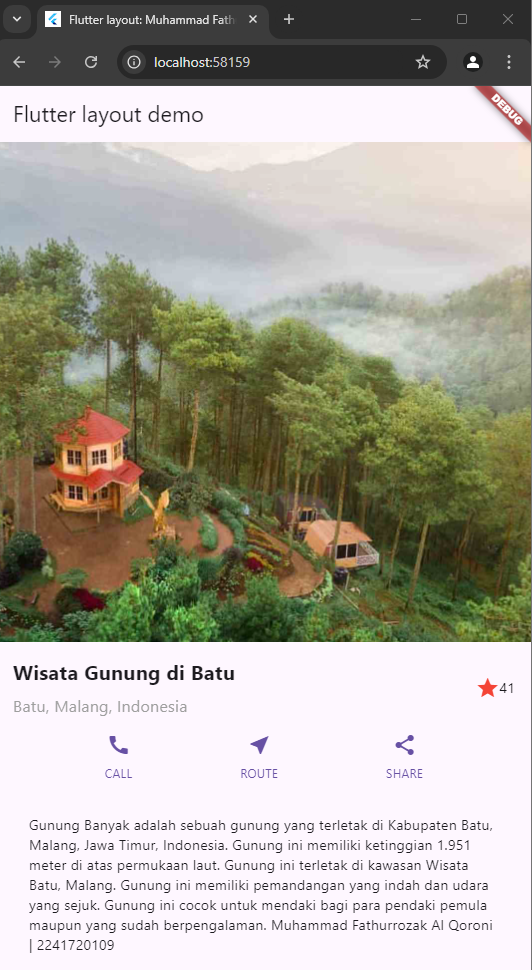 Flutter layout: Muhammad Fath
localhost:58159
Flutter layout demo
DEBUG
Wisata Gunung di Batu
Batu, Malang, Indonesia
41
CALL
ROUTE
SHARE
Gunung Banyak adalah sebuah gunung yang terletak di Kabupaten Batu,
Malang, Jawa Timur, Indonesia. Gunung ini memiliki ketinggian 1.951
meter di atas permukaan laut. Gunung ini terletak di kawasan Wisata
Batu, Malang. Gunung ini memiliki pemandangan yang indah dan udara
yang sejuk. Gunung ini cocok untuk mendaki bagi para pendaki pemula
maupun yang sudah berpengalaman. Muhammad Fathurrozak Al Qoroni
| 2241720109